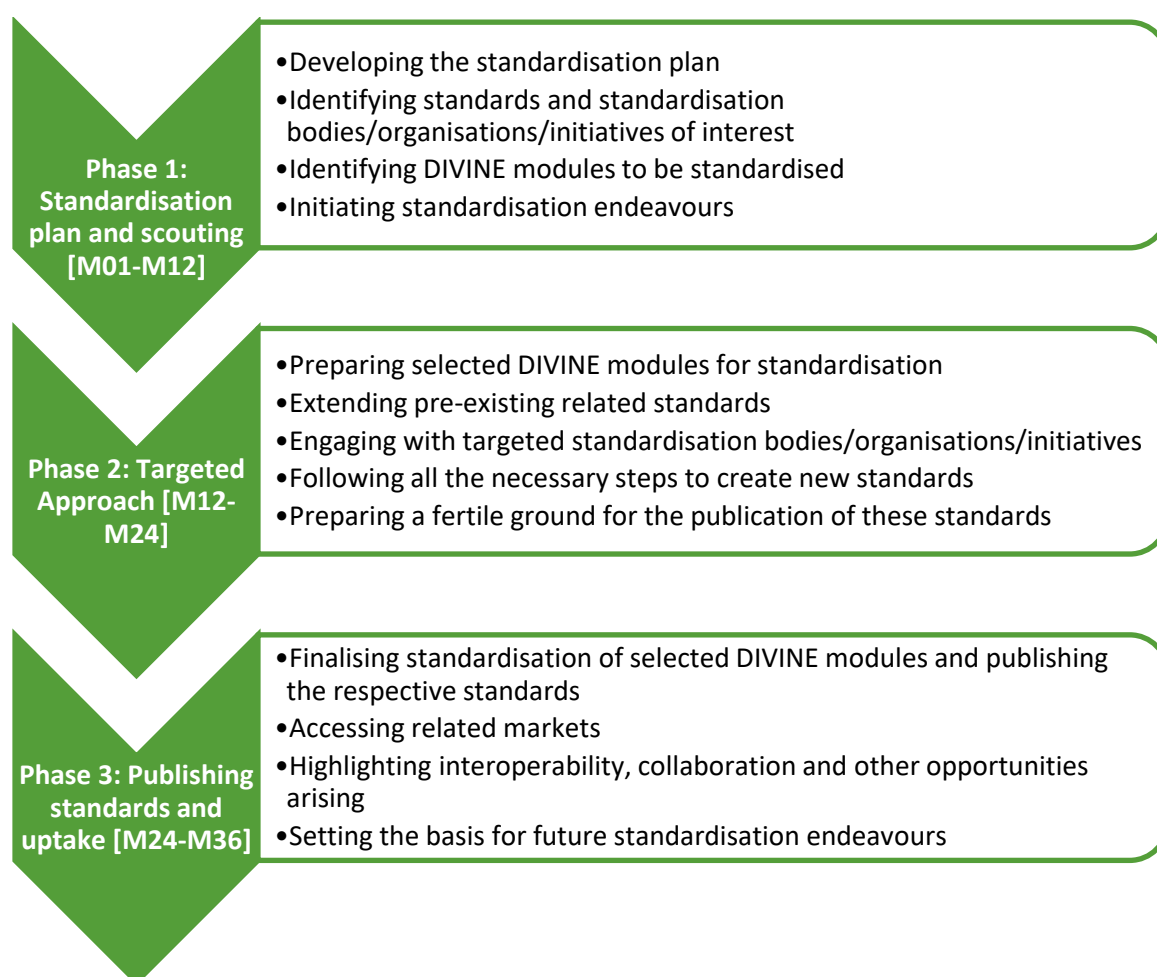 Phase 1:
Standardisation
plan and scouting
[M01-M12]
•Developing the standardisation plan
•Identifying standards and standardisation
bodies/organisations/initiatives of interest
•Identifying DIVINE modules to be standardised
•Initiating standardisation endeavours
Phase 2: Targeted
Approach [M12-
M24]
•Preparing selected DIVINE modules for standardisation
•Extending pre-existing related standards
•Engaging with targeted standardisation bodies/organisations/initiatives
•Following all the necessary steps to create new standards
•Preparing a fertile ground for the publication of these standards
Phase 3: Publishing
standards and
uptake [M24-M36]
•Finalising standardisation of selected DIVINE modules and publishing
the respective standards
•Accessing related markets
•Highlighting interoperability, collaboration and other opportunities
arising
•Setting the basis for future standardisation endeavours